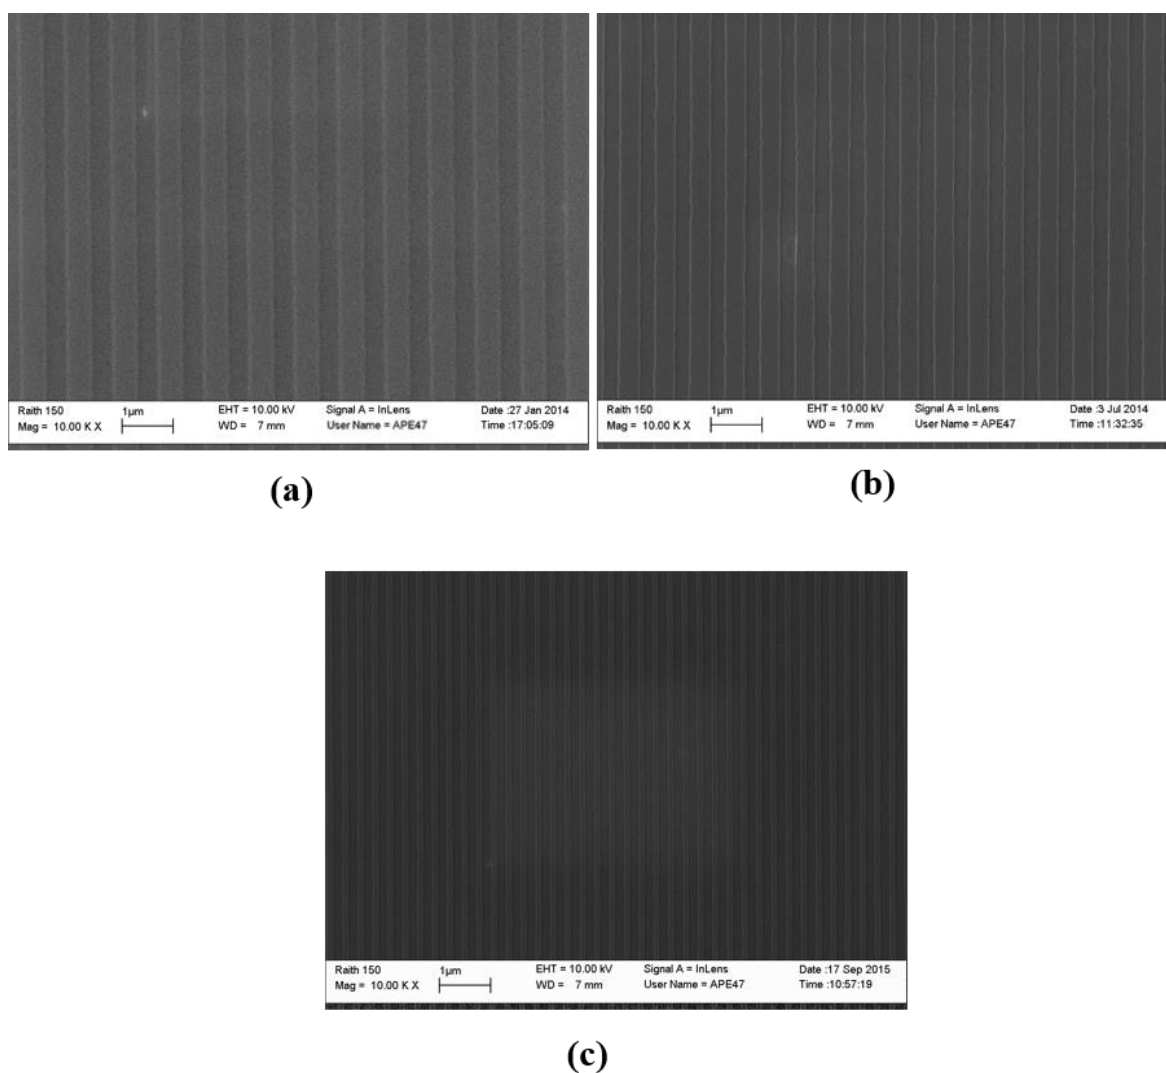 Raith 150 1μm EHT = 10.00 kV Signal A = InLens Date :27 Jan 2014
Mag = 10.00 K X WD = 7 mm User Name = APE47 Time :17:05:09
(a)
Raith 150 1μm EHT = 10.00 kV Signal A = InLens Date :3 Jul 2014
Mag = 10.00 K X WD = 7 mm User Name = APE47 Time :11:32:35
(b)
Raith 150 1μm EHT = 10.00 kV Signal A = InLens Date :17 Sep 2015
Mag = 10.00 K X WD = 7 mm User Name = APE47 Time :10:57:19
(c)